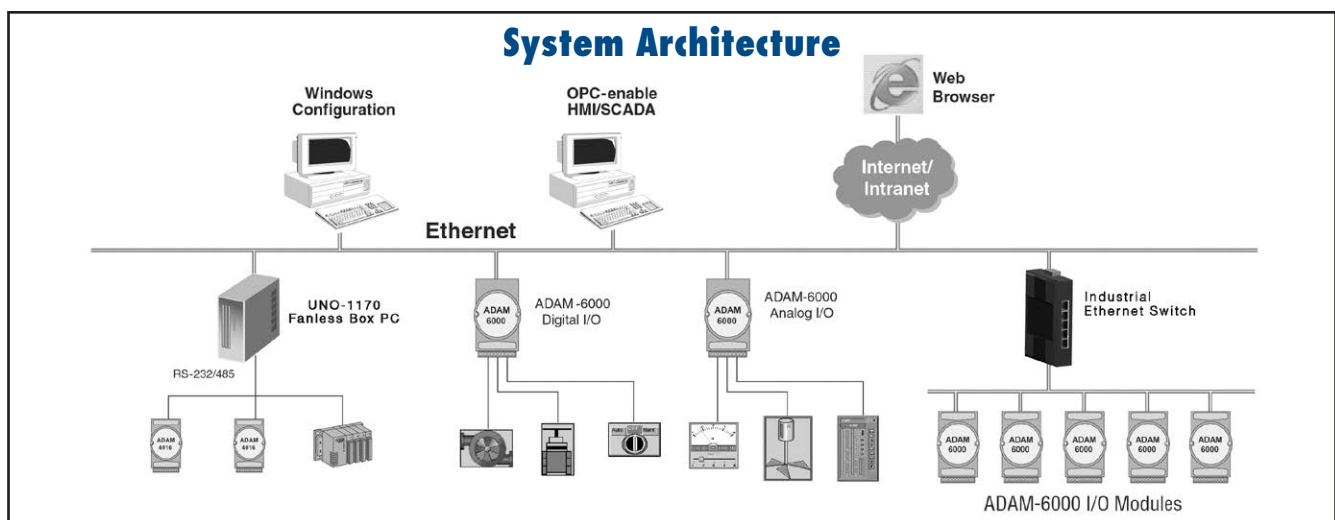 System Architecture
Windows
Configuration
OPC-enable
HMI/SCADA
Web
Browser
Internet/
Intranet
Ethernet
UNO-1170
Fanless Box PC
RS-232/485
ADAM
6000
ADAM-6000
Digital I/O
ADAM
6000
ADAM-6000
Analog I/O
Industrial
Ethernet Switch
ADAM
4016
ADAM
4016
Auto
ADAM
6000
ADAM
6000
ADAM
6000
ADAM
6000
ADAM
6000
ADAM-6000 I/O Modules